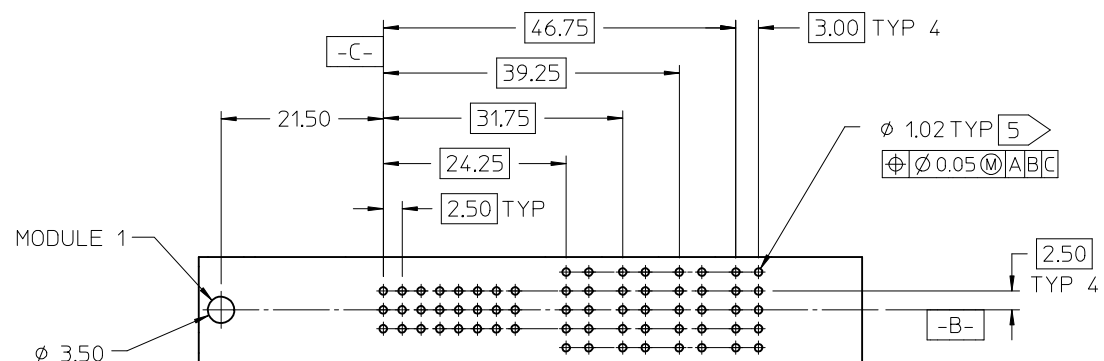 46.75
3.00 TYP 4
-C-
39.25
21.50
31.75
ø 1.02 TYP 5
24.25
⌖ Ø 0.05 Ⓜ A B C
2.50 TYP
MODULE 1
2.50
TYP 4
-B-
ø 3.50